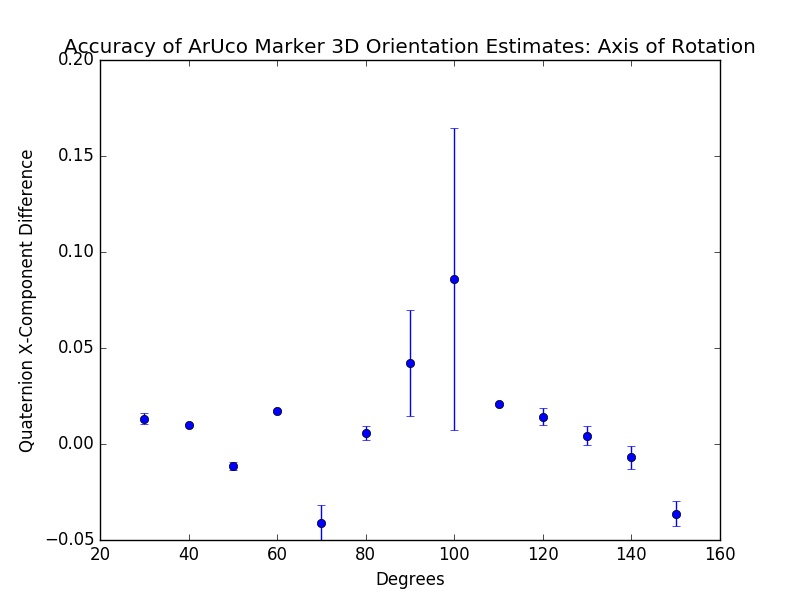 Accuracy of ArUco Marker 3D Orientation Estimates: Axis of Rotation
0.20
0.15
0.10
0.05
0.00
−0.05
Quaternion X-Component Difference
20 40 60 80 100 120 140 160
Degrees